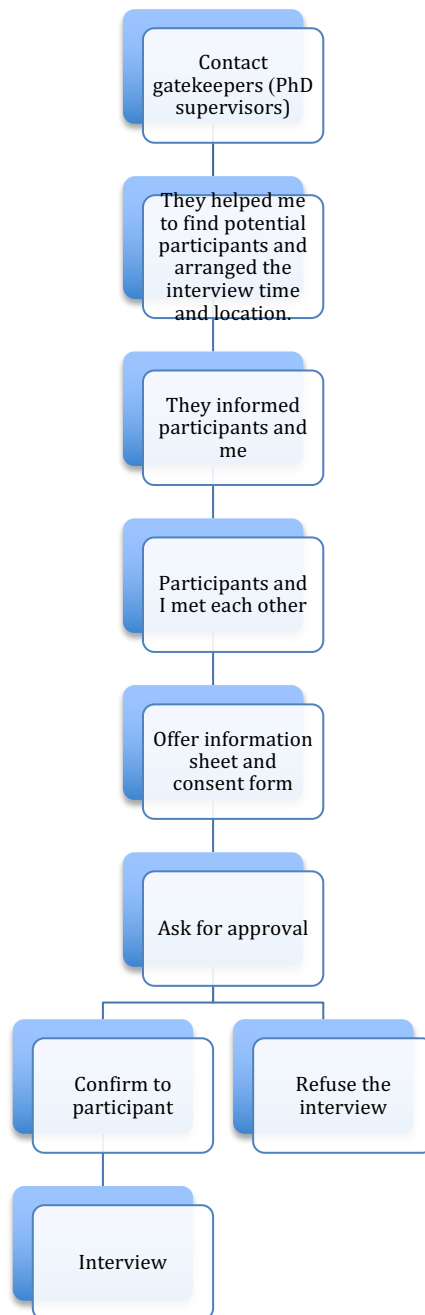 Contact
gatekeepers (PhD
supervisors)
They helped me
to find potential
participants and
arranged the
interview time
and location.
They informed
participants and
me
Participants and
I met each other
Offer information
sheet and
consent form
Ask for approval
Confirm to
participant
Refuse the
interview
Interview